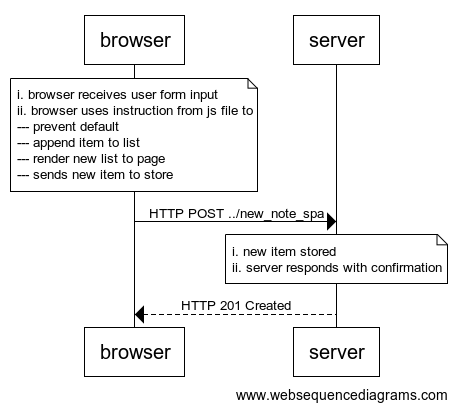 browser
server
i. browser receives user form input
ii. browser uses instruction from js file to
--- prevent default
--- append item to list
--- render new list to page
--- sends new item to store
HTTP POST ../new_note_spa
i. new item stored
ii. server responds with confirmation
HTTP 201 Created
browser
server
www.websequencediagrams.com